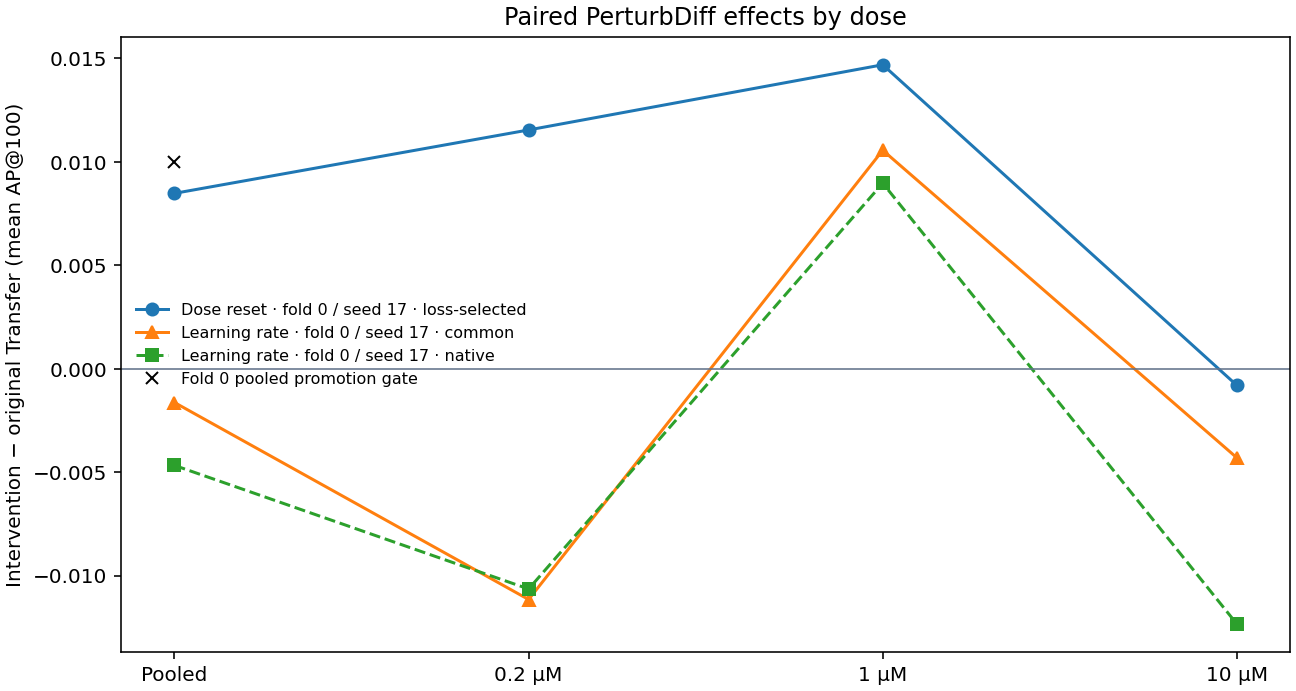 Paired PerturbDiff effects by dose
Intervention − original Transfer (mean AP@100)
0.015
0.010
0.005
0.000
−0.005
−0.010
Dose reset · fold 0 / seed 17 · loss-selected
Learning rate · fold 0 / seed 17 · common
Learning rate · fold 0 / seed 17 · native
Fold 0 pooled promotion gate
Pooled
0.2 µM
1 µM
10 µM